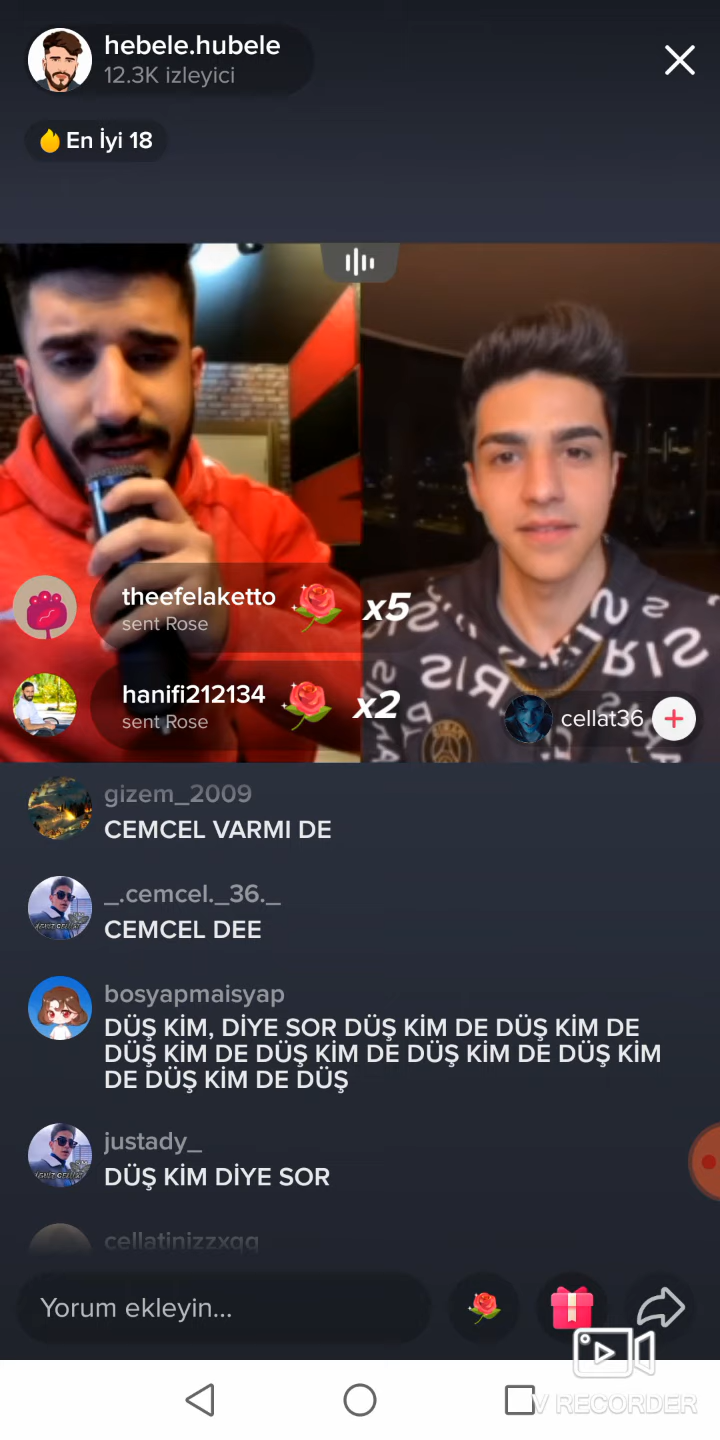 hebele.hubele
12.3K izleyici
En İyi 18
theefelaketto
sent Rose
x5
hanifi212134
sent Rose
x2
cellat36
gizem_2009
CEMCEL VARMI DE
_.cemcel._36._
CEMCEL DEE
bosyapmaisyap
DÜŞ KİM, DİYE SOR DÜŞ KİM DE DÜŞ KİM DE
DÜŞ KİM DE DÜŞ KİM DE DÜŞ KİM DE DÜŞ KİM
DE DÜŞ KİM DE DÜŞ
justady_
DÜŞ KİM DİYE SOR
cellatinizzxqq
Yorum ekleyin...
V RECORDER